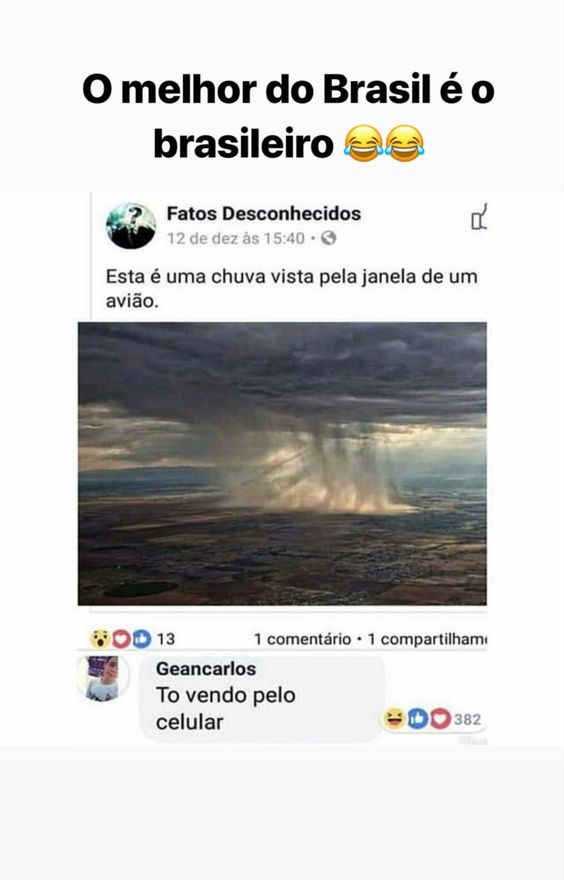 O melhor do Brasil é o
brasileiro 😂😂
Fatos Desconhecidos
12 de dez às 15:40 ·
Esta é uma chuva vista pela janela de um
avião.
13
1 comentário • 1 compartilham
Geancarlos
To vendo pelo
celular
382